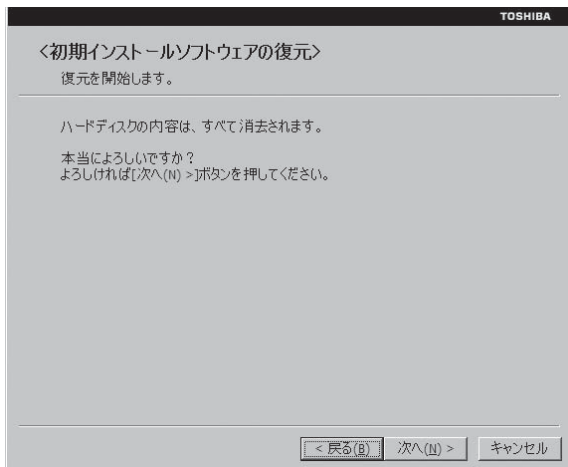 TOSHIBA
<初期インストールソフトウェアの復元>
復元を開始します。
ハードディスクの内容は、すべて消去されます。
本当によろしいですか?
よろしければ[次へ(N) >]ボタンを押してください。
< 戻る(B) 次へ(N) > キャンセル